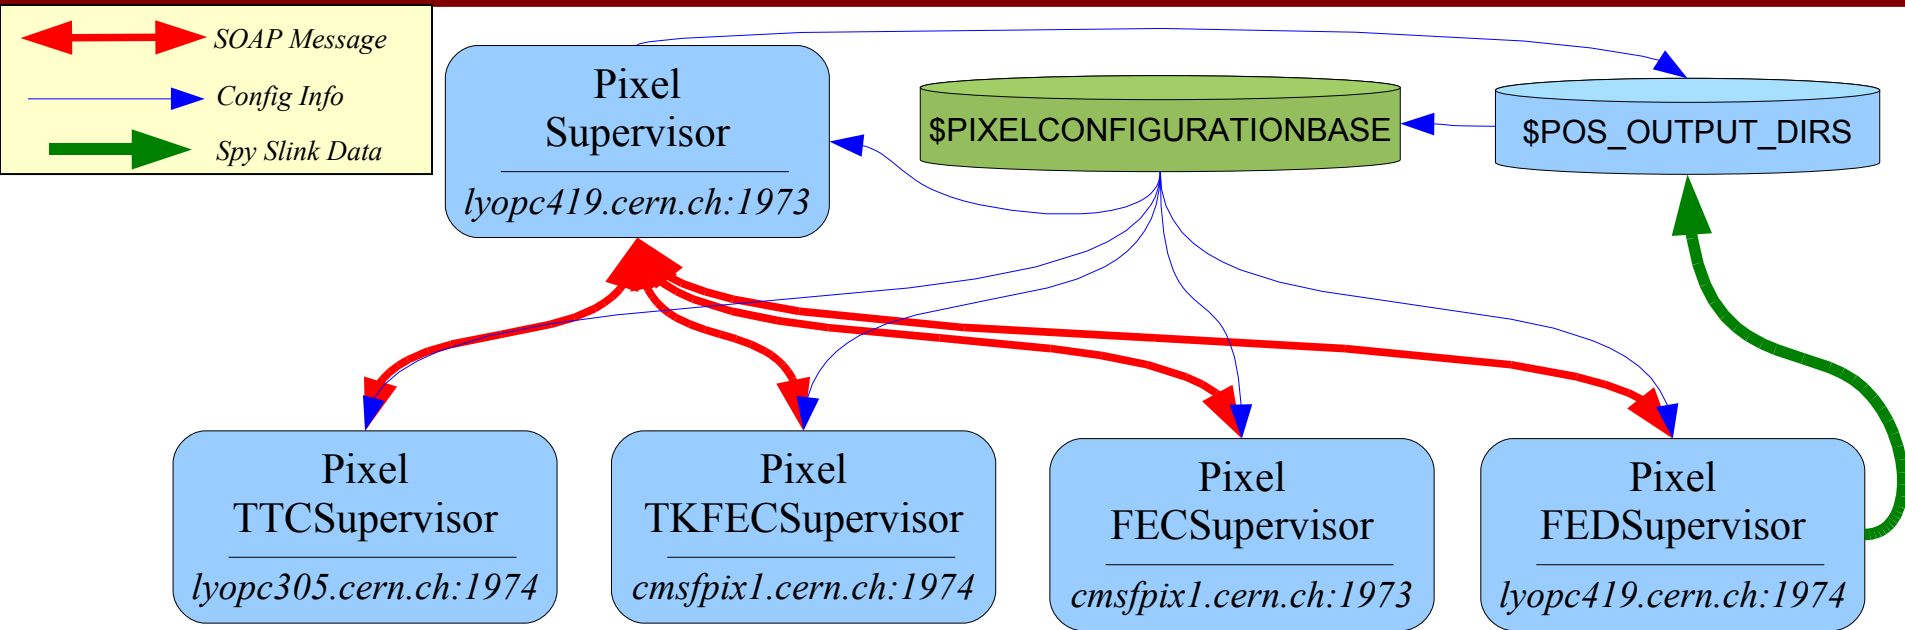 SOAP Message
Config Info
Spy Slink Data
Pixel
Supervisor
lyopc419.cern.ch:1973
$PIXELCONFIGURATIONBASE
$POS_OUTPUT_DIRS
Pixel
TTCSupervisor
lyopc305.cern.ch:1974
Pixel
TKFECSupervisor
cmsfpix1.cern.ch:1974
Pixel
FECSupervisor
cmsfpix1.cern.ch:1973
Pixel
FEDSupervisor
lyopc419.cern.ch:1974